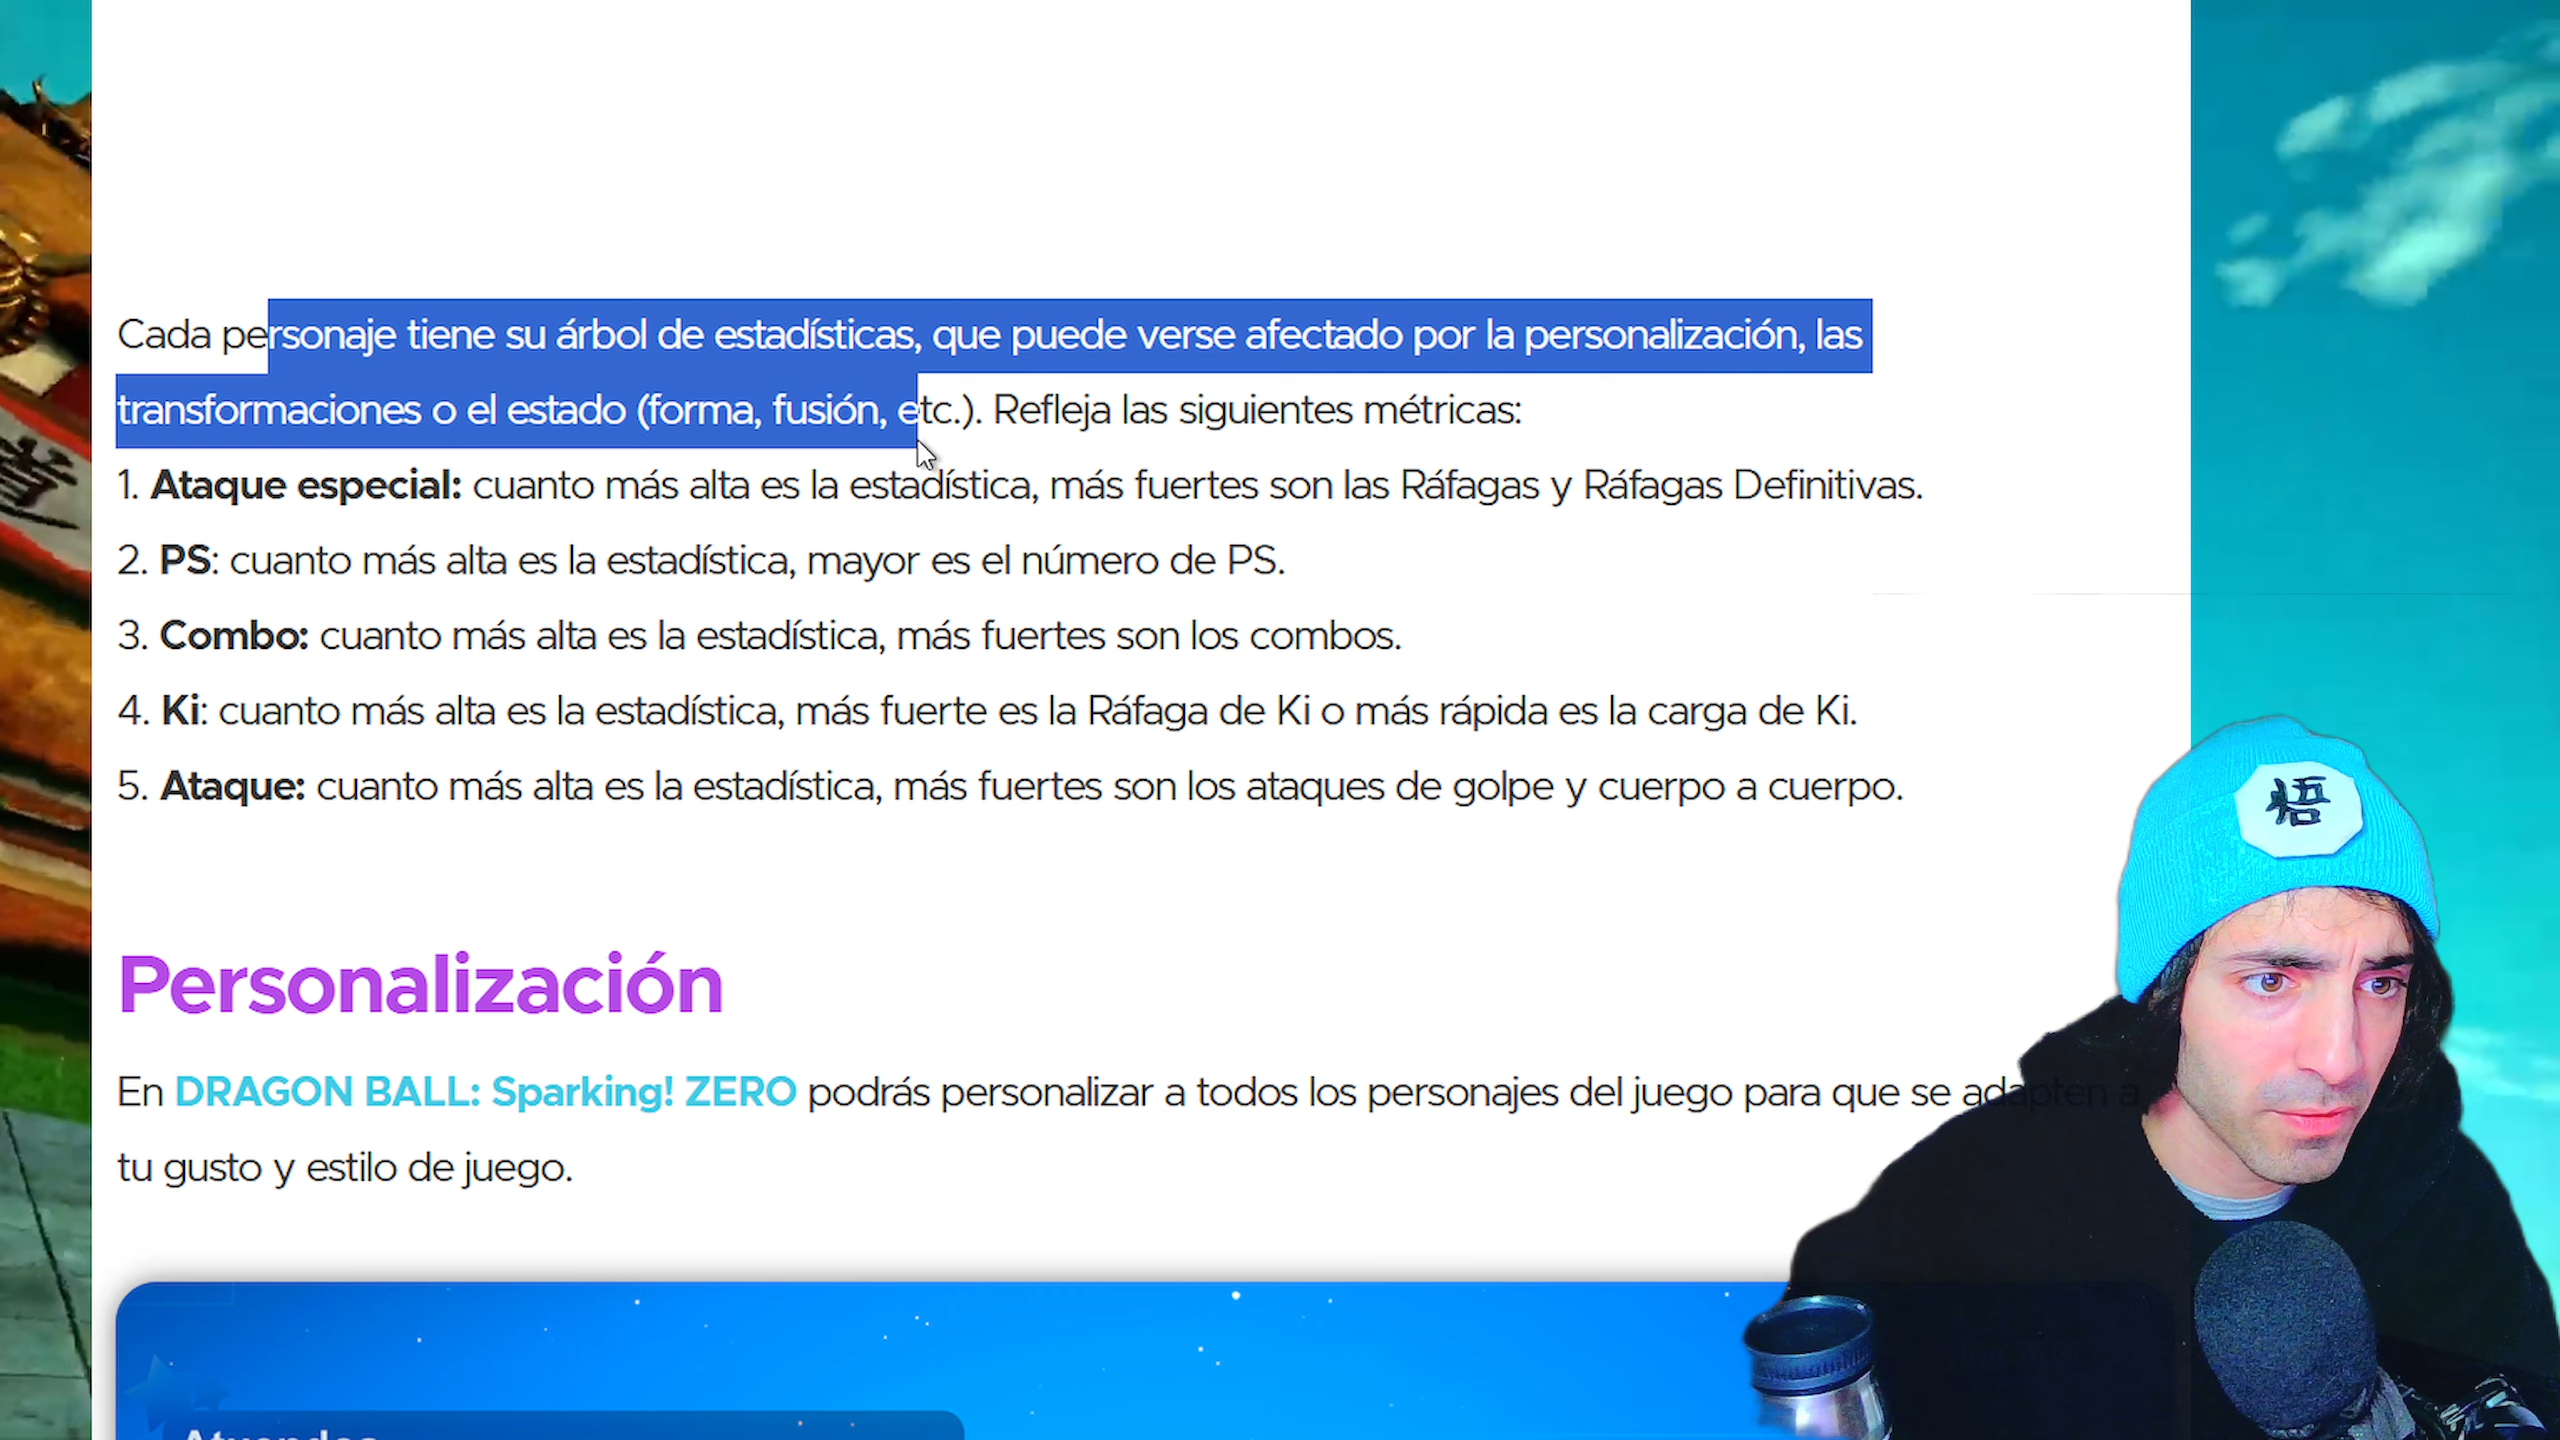 Cada personaje tiene su árbol de estadísticas, que puede verse afectado por la personalización, las
transformaciones o el estado (forma, fusión, etc.). Refleja las siguientes métricas:
1. Ataque especial: cuanto más alta es la estadística, más fuertes son las Ráfagas y Ráfagas Definitivas.
2. PS: cuanto más alta es la estadística, mayor es el número de PS.
3. Combo: cuanto más alta es la estadística, más fuertes son los combos.
4. Ki: cuanto más alta es la estadística, más fuerte es la Ráfaga de Ki o más rápida es la carga de Ki.
5. Ataque: cuanto más alta es la estadística, más fuertes son los ataques de golpe y cuerpo a cuerpo.
悟
Personalización
En DRAGON BALL: Sparking! ZERO podrás personalizar a todos los personajes del juego para que se adapten a
tu gusto y estilo de juego.
Atuendos